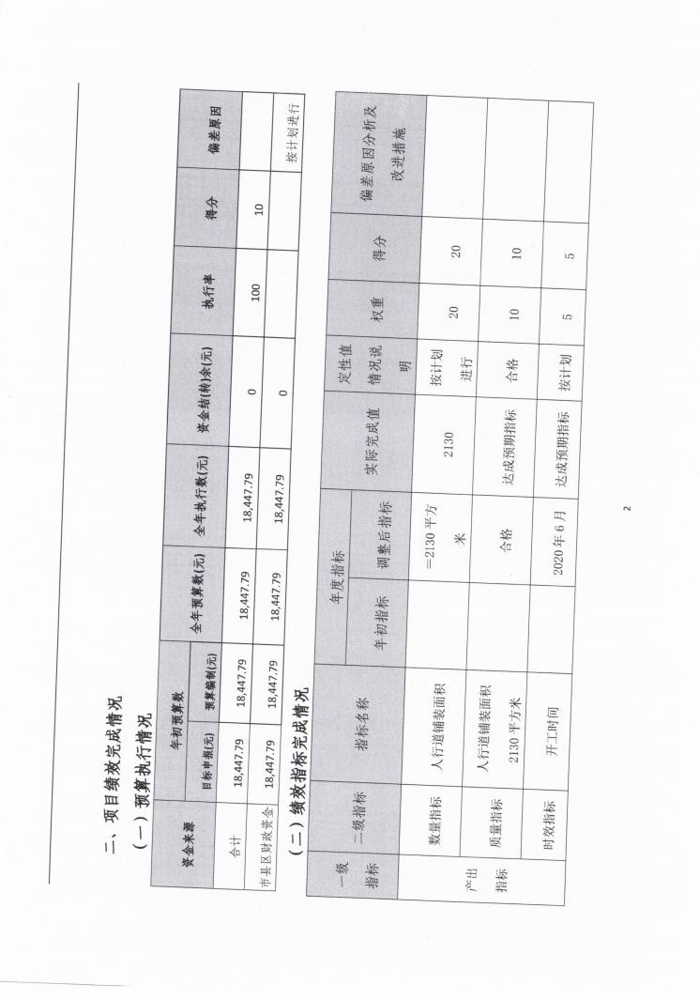 二、项目绩效完成情况
（一）预算执行情况
资金来源 年初预算数 全年预算数(元) 全年执行数(元) 资金结(转)余(元) 执行率 得分 偏差原因
目标申报(元) 预算编制(元)
合计 18,447.79 18,447.79 18,447.79 18,447.79 0 100 10
市县区财政资金 18,447.79 18,447.79 18,447.79 18,447.79 0 按计划进行
（二）绩效指标完成情况
一级
指标
二级指标
指标名称
年度指标
年初指标 调整后指标
实际完成值
定性值
情况说
明
权重
得分
偏差原因分析及
改进措施
产出
指标
数量指标
人行道铺装面积
＝2130 平方
米
2130
按计划
进行
20
20
质量指标
人行道铺装面积
2130 平方米
合格
达成预期指标
合格
10
10
时效指标
开工时间
2020 年 6 月
达成预期指标
按计划
5
5
2